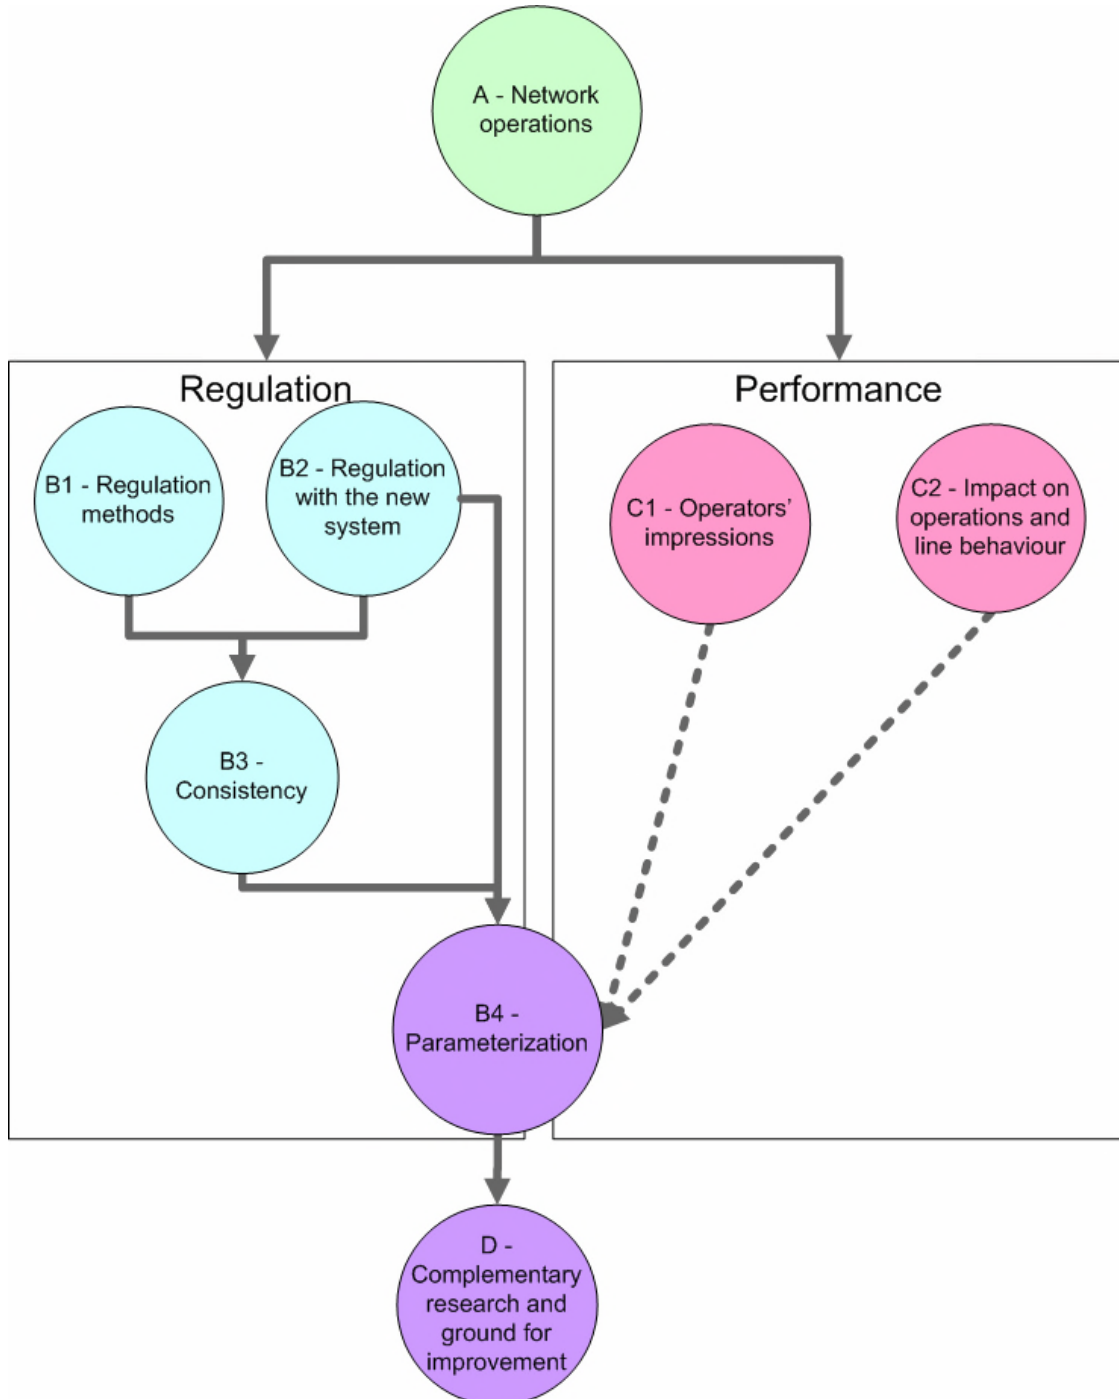 A - Network
operations
Regulation
Performance
B1 - Regulation
methods
B2 - Regulation
with the new
system
C1 - Operators'
impressions
C2 - Impact on
operations and
line behaviour
B3 -
Consistency
B4 -
Parameterization
D -
Complementary
research and
ground for
improvement